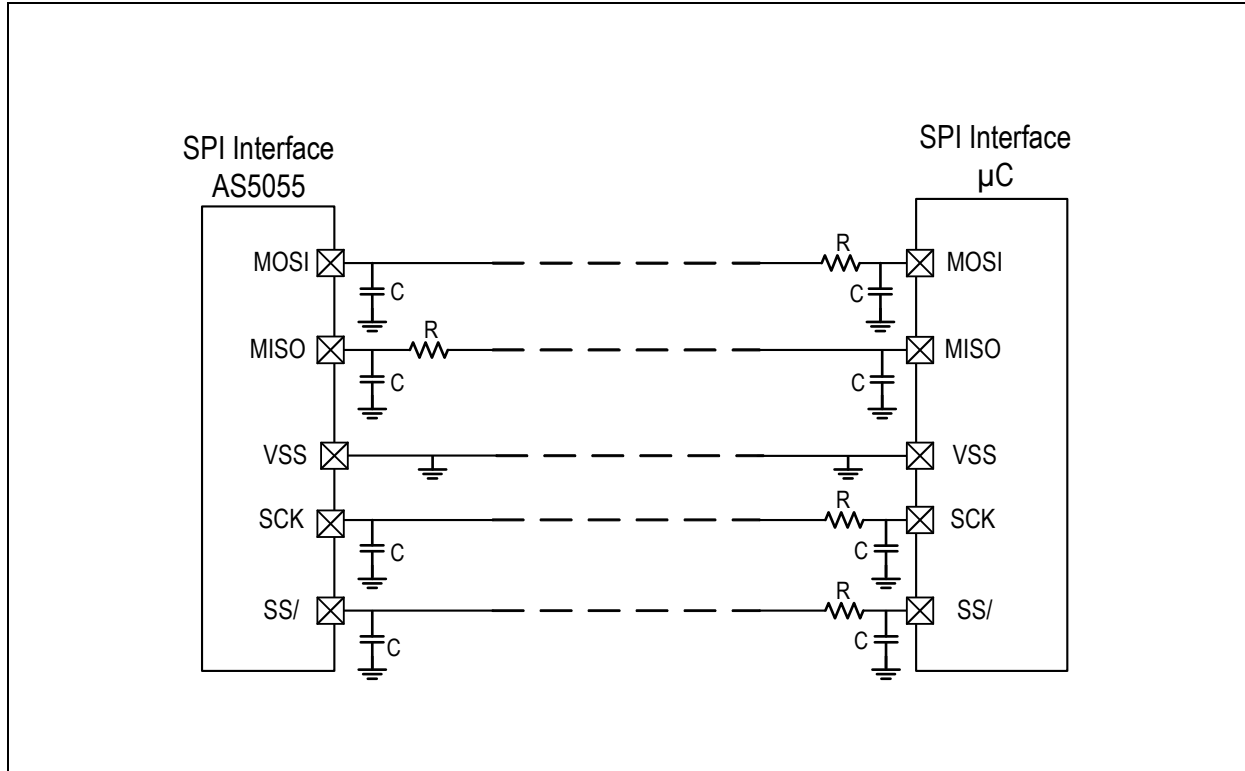 SPI Interface
AS5055
SPI Interface
µC
MOSI
C
R
C
MOSI
MISO
C
R
C
MISO
VSS
VSS
SCK
C
R
C
SCK
SS/
C
R
C
SS/